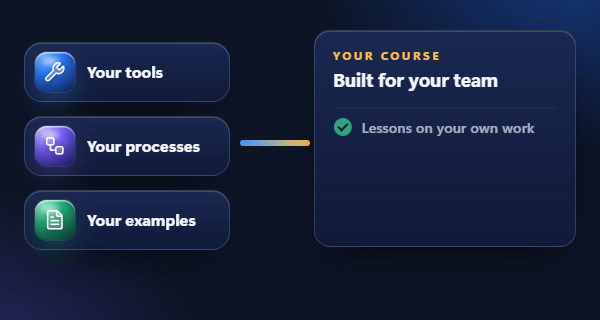 Your tools
Your processes
Your examples
YOUR COURSE
Built for your team
Lessons on your own work